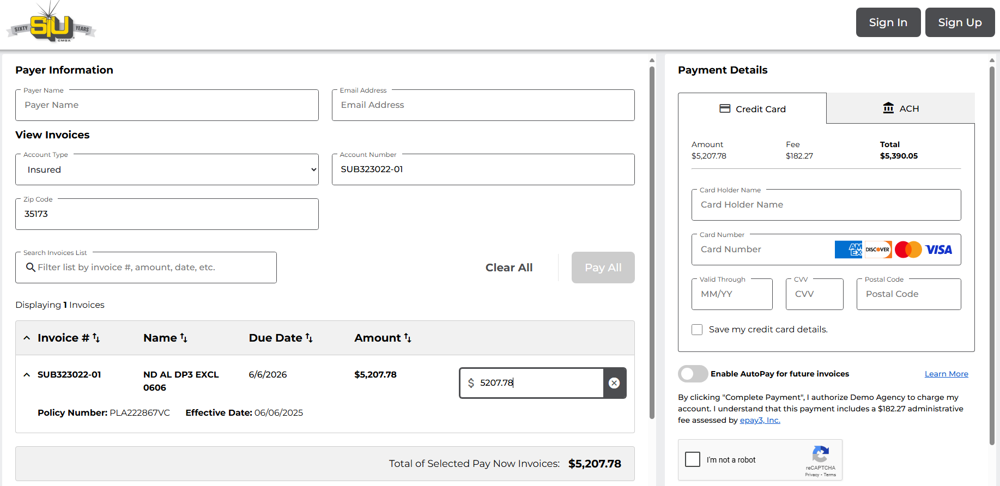 SIXTY SIU YEARS
CMGA
Sign In
Sign Up
Payer Information
Payer Name
Payer Name
Email Address
Email Address
View Invoices
Account Type
Insured
Account Number
SUB323022-01
Zip Code
35173
Search Invoices List
Filter list by invoice #, amount, date, etc.
Clear All
Pay All
Displaying 1 Invoices
Invoice # Name Due Date Amount
SUB323022-01 ND AL DP3 EXCL 6/6/2026 $5,207.78 $ 5207.78
0606
Policy Number: PLA222867VC Effective Date: 06/06/2025
Total of Selected Pay Now Invoices: $5,207.78
Payment Details
Credit Card
ACH
Amount Fee Total
$5,207.78 $182.27 $5,390.05
Card Holder Name
Card Holder Name
Card Number
Card Number
AM
EX
DISCOVER
VISA
Valid Through
MM/YY
CVV
CVV
Postal Code
Postal Code
Save my credit card details.
Enable AutoPay for future invoices
Learn More
By clicking "Complete Payment", I authorize Demo Agency to charge my
account. I understand that this payment includes a $182.27 administrative
fee assessed by epay3, Inc.
I'm not a robot
reCAPTCHA
Privacy - Terms